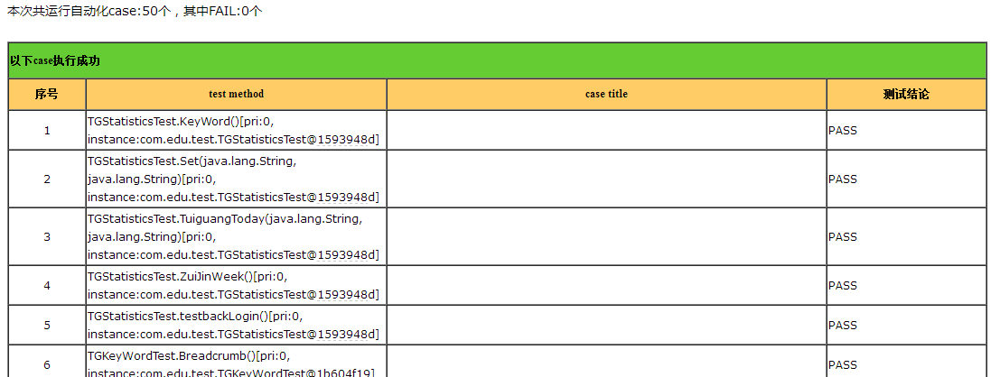 本次共运行自动化case:50个，其中FAIL:0个
以下case执行成功
序号 test method case title 测试结论
1 TGStatisticsTest.KeyWord()[pri:0, PASS
instance:com.edu.test.TGStatisticsTest@1593948d]
2 TGStatisticsTest.Set(java.lang.String, PASS
java.lang.String)[pri:0,
instance:com.edu.test.TGStatisticsTest@1593948d]
3 TGStatisticsTest.TuiguangToday(java.lang.String, PASS
java.lang.String)[pri:0,
instance:com.edu.test.TGStatisticsTest@1593948d]
4 TGStatisticsTest.ZuiJinWeek()[pri:0, PASS
instance:com.edu.test.TGStatisticsTest@1593948d]
5 TGStatisticsTest.testbackLogin()[pri:0, PASS
instance:com.edu.test.TGStatisticsTest@1593948d]
6 TGKeyWordTest.Breadcrumb()[pri:0, PASS
instance:com.edu.test.TGKeyWordTest@1b604f19]